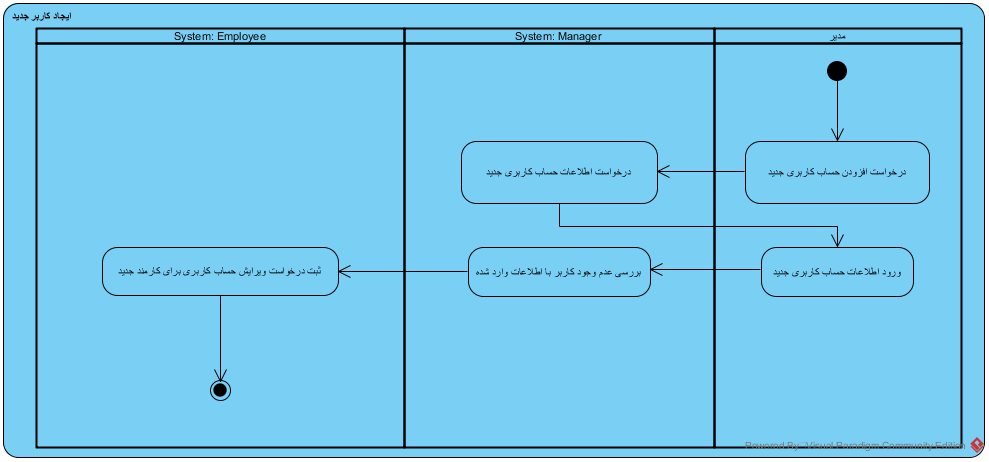 ایجاد کاربر جدید
System: Employee
System: Manager
مدیر
درخواست افزودن حساب کاربری جدید
درخواست اطلاعات حساب کاربری جدید
ورود اطلاعات حساب کاربری جدید
بررسی عدم وجود کاربر با اطلاعات وارد شده
ثبت درخواست ویرایش حساب کاربری برای کارمند جدید
Powered By Visual Paradigm Community Edition